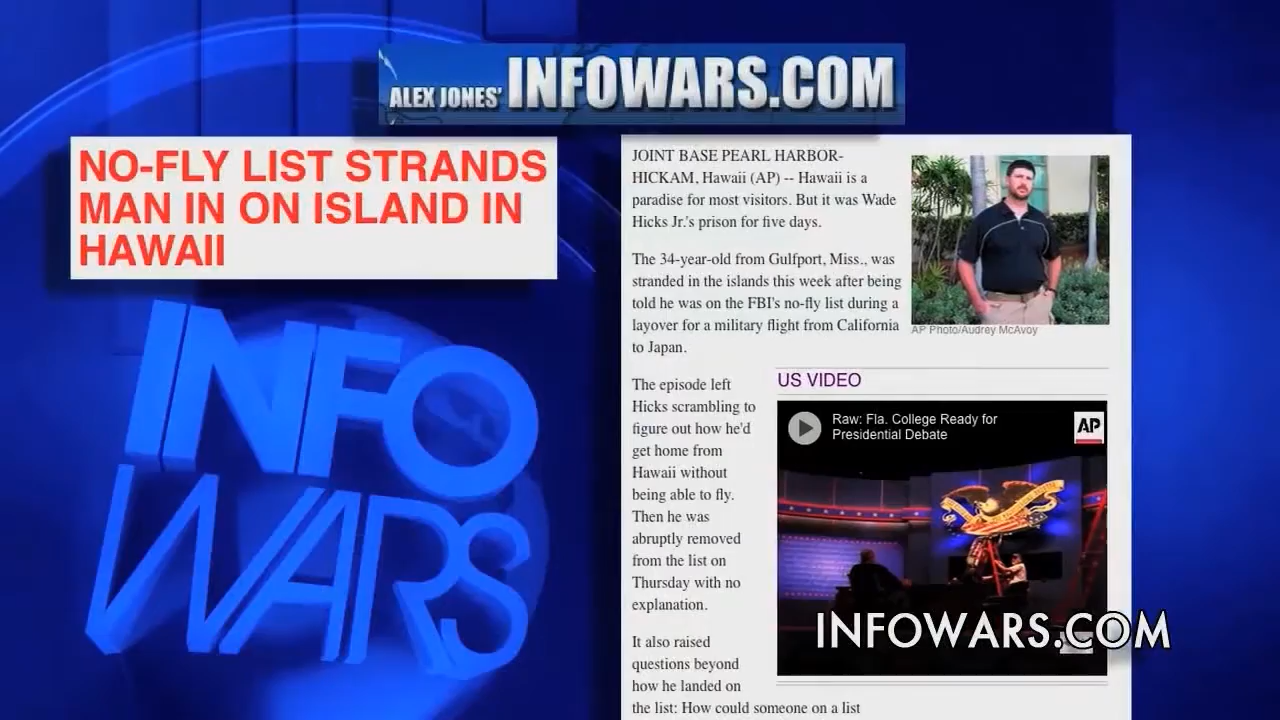 ALEX JONES' INFOWARS.COM
NO-FLY LIST STRANDS
MAN IN ON ISLAND IN
HAWAII
INFO
WARS
JOINT BASE PEARL HARBOR-
HICKAM, Hawaii (AP) -- Hawaii is a
paradise for most visitors. But it was Wade
Hicks Jr.'s prison for five days.
The 34-year-old from Gulfport, Miss., was
stranded in the islands this week after being
told he was on the FBI's no-fly list during a
layover for a military flight from California
to Japan.
AP Photo/Audrey McAvoy
The episode left
Hicks scrambling to
figure out how he'd
get home from
Hawaii without
being able to fly.
Then he was
abruptly removed
from the list on
Thursday with no
explanation.
It also raised
questions beyond
how he landed on
the list: How could someone on a list
US VIDEO
Raw: Fla. College Ready for
Presidential Debate
AP
INFOWARS.COM